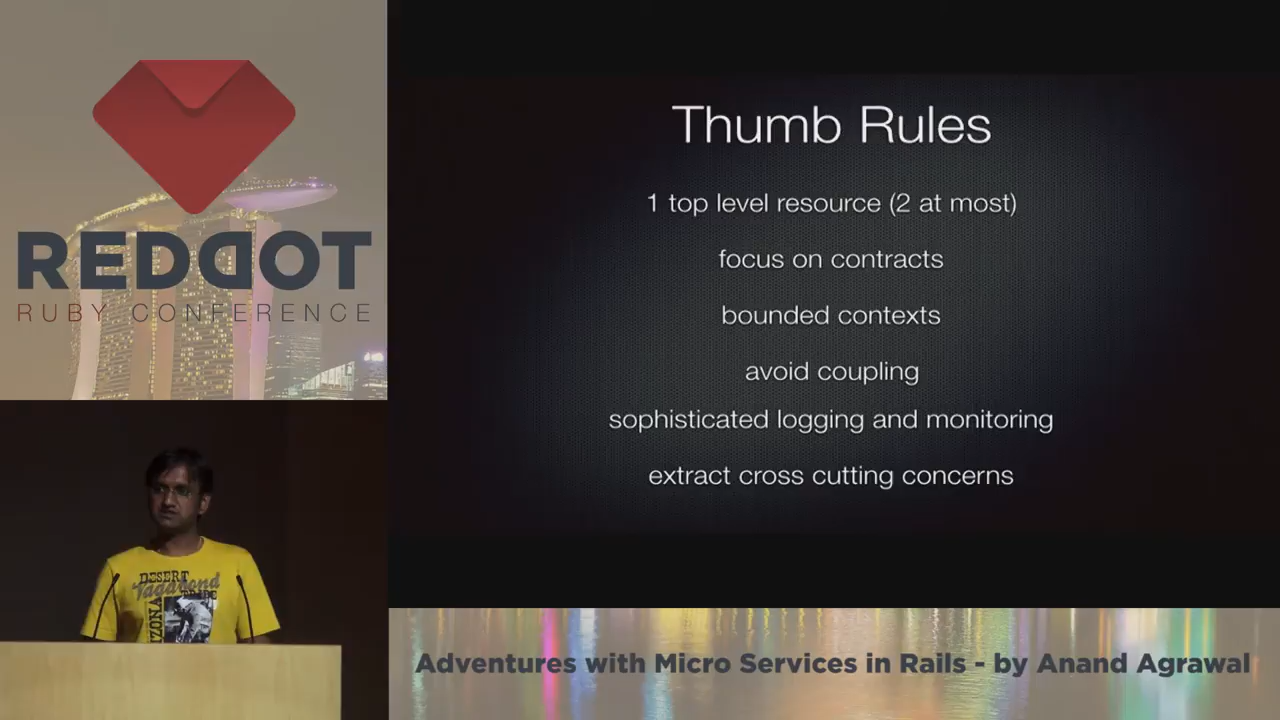 REDDOT
RUBY CONFERENCE
Thumb Rules
1 top level resource (2 at most)
focus on contracts
bounded contexts
avoid coupling
sophisticated logging and monitoring
extract cross cutting concerns
DESERT
Vagabond
Adventures with Micro Services in Rails - by Anand Agrawal